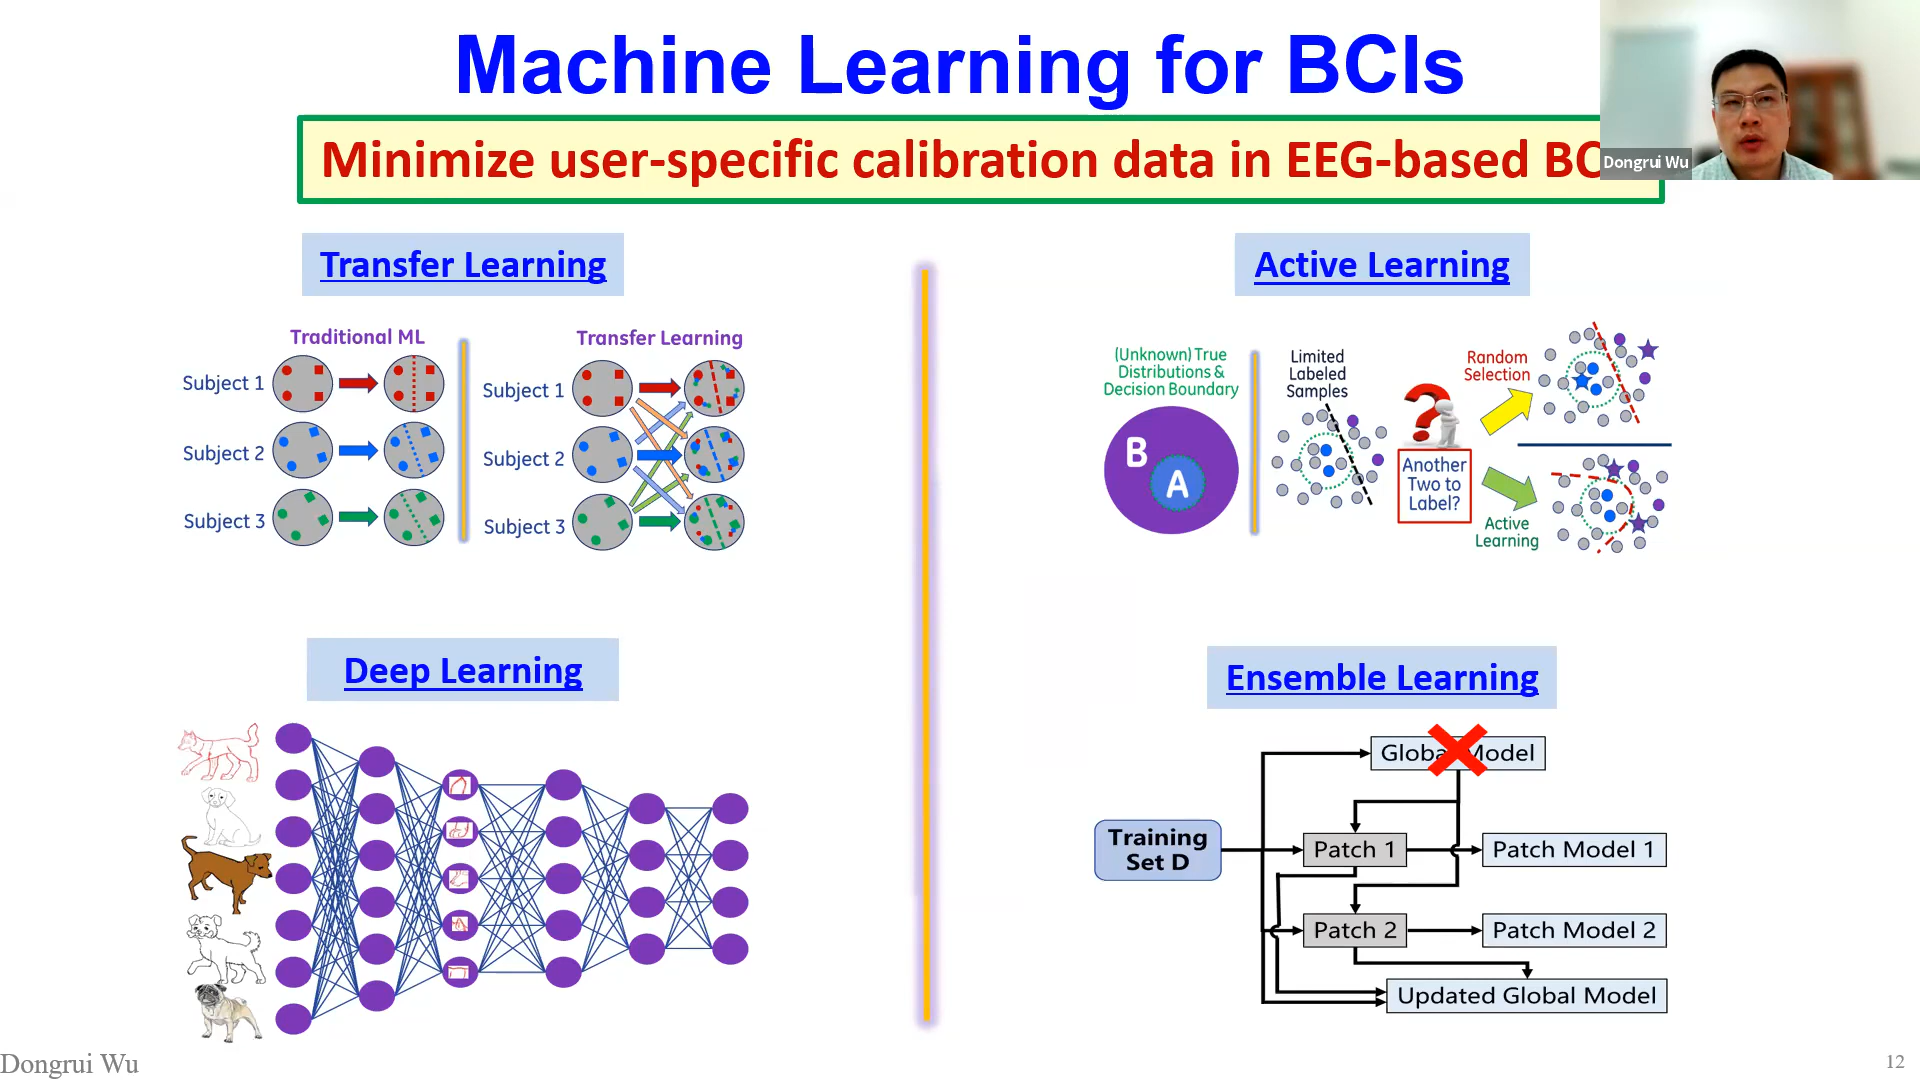 Machine Learning for BCIs
Minimize user-specific calibration data in EEG-based BC
Dongrui Wu
Transfer Learning
Traditional ML
Subject 1
Subject 2
Subject 3
Transfer Learning
Subject 1
Subject 2
Subject 3
Active Learning
(Unknown) True
Distributions &
Decision Boundary
B
A
Limited
Labeled
Samples
?
Another
Two to
Label?
Random
Selection
Active
Learning
Deep Learning
Ensemble Learning
Global Model
Training
Set D
Patch 1
Patch Model 1
Patch 2
Patch Model 2
Updated Global Model
Dongrui Wu
12